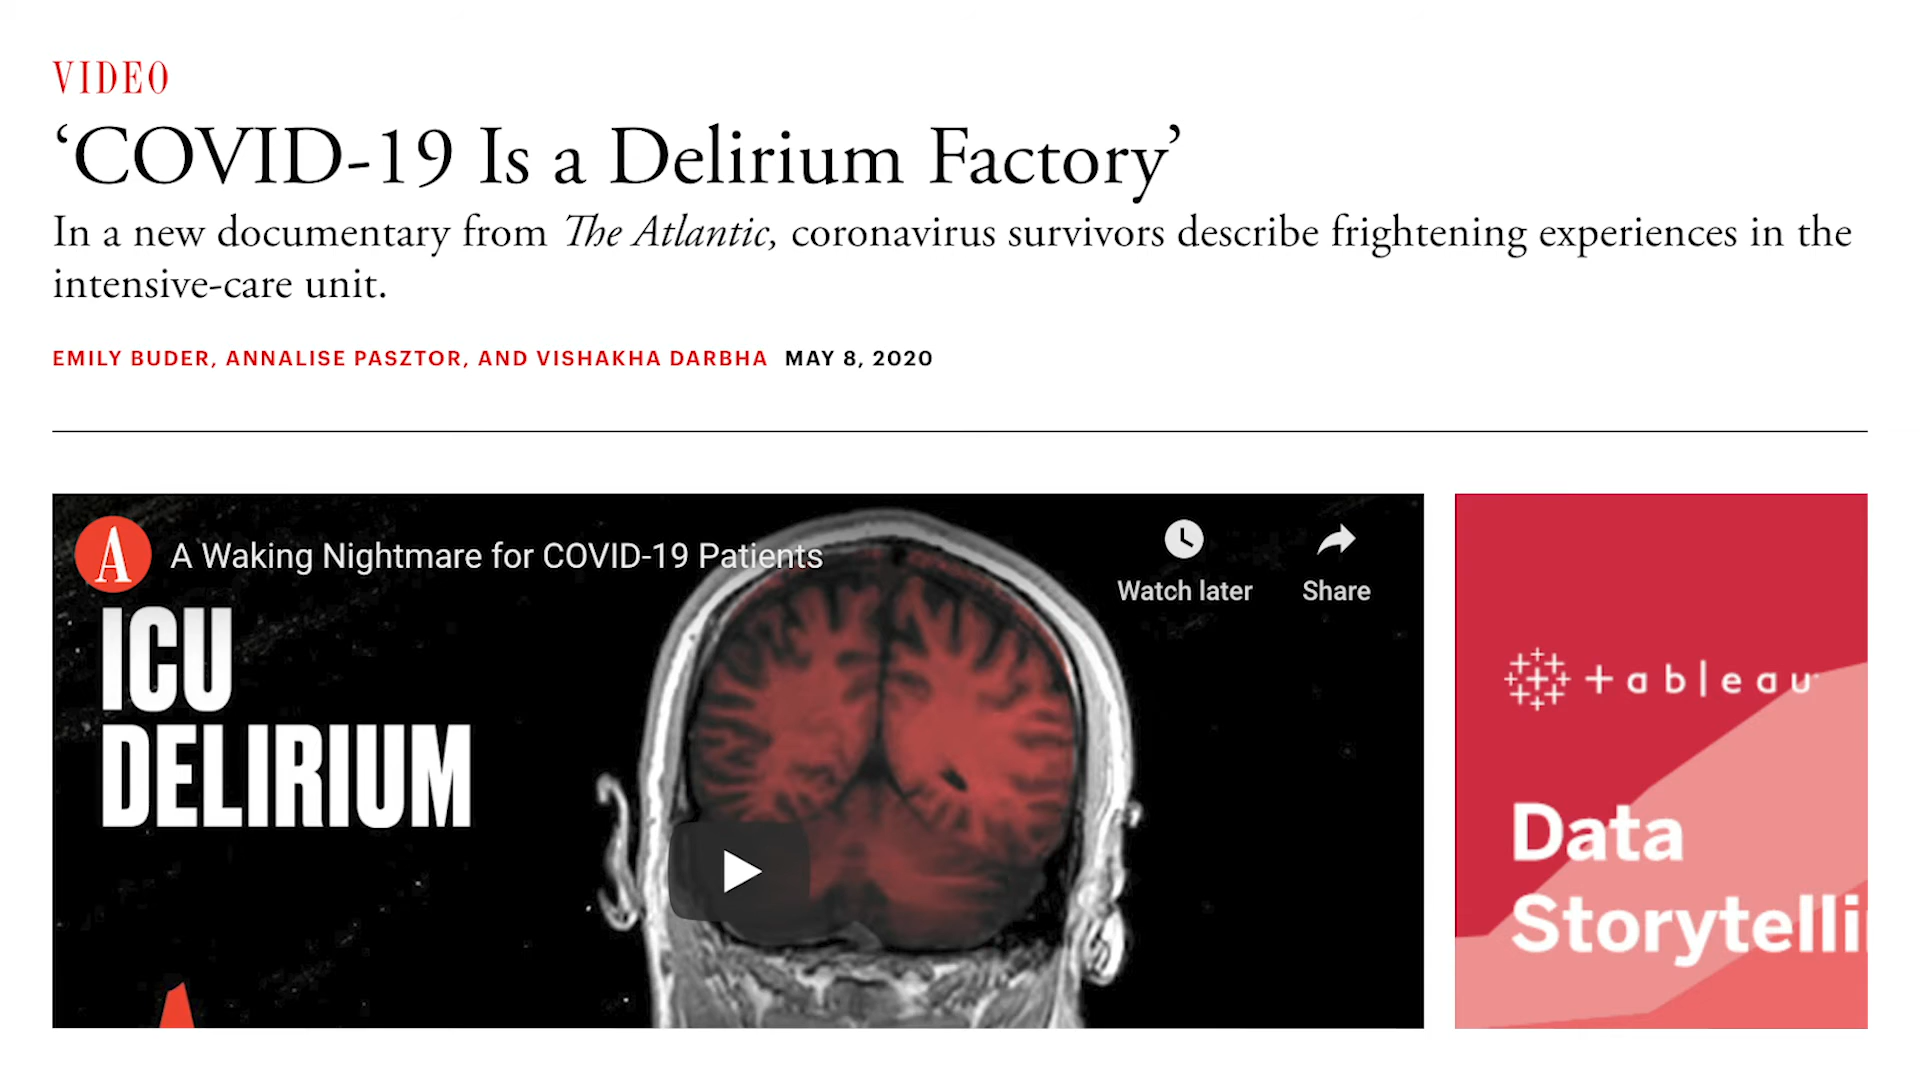 VIDEO
‘COVID-19 Is a Delirium Factory’
In a new documentary from The Atlantic, coronavirus survivors describe frightening experiences in the
intensive-care unit.
EMILY BUDER, ANNALISE PASZTOR, AND VISHAKHA DARBHA MAY 8, 2020
A
A Waking Nightmare for COVID-19 Patients
Watch later
Share
ICU
DELIRIUM
+ableau
Data
Storytelli